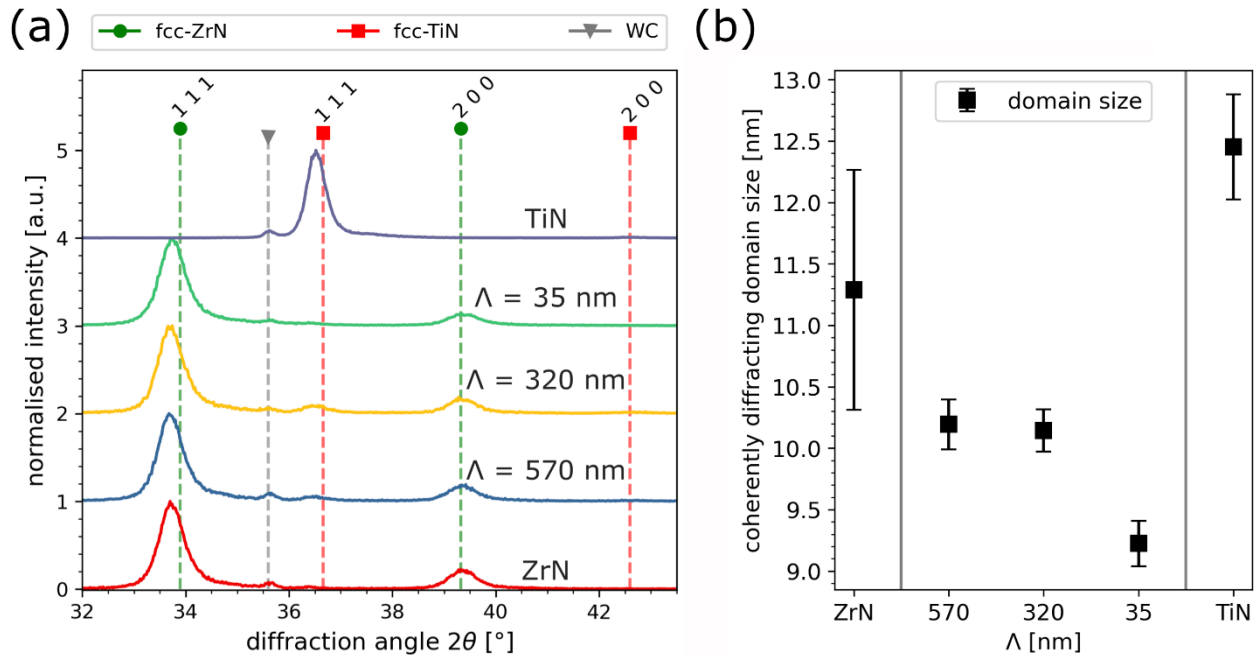 (a)
fcc-ZrN fcc-TiN WC
1 1 1
1 1 1
2 0 0
2 0 0
normalised intensity [a.u.]
5
4
3
2
1
0
TiN
Λ = 35 nm
Λ = 320 nm
Λ = 570 nm
ZrN
32 34 36 38 40 42
diffraction angle 2θ [°]
(b)
domain size
coherently diffracting domain size [nm]
13.0
12.5
12.0
11.5
11.0
10.5
10.0
9.5
9.0
ZrN 570 320 35 TiN
Λ [nm]